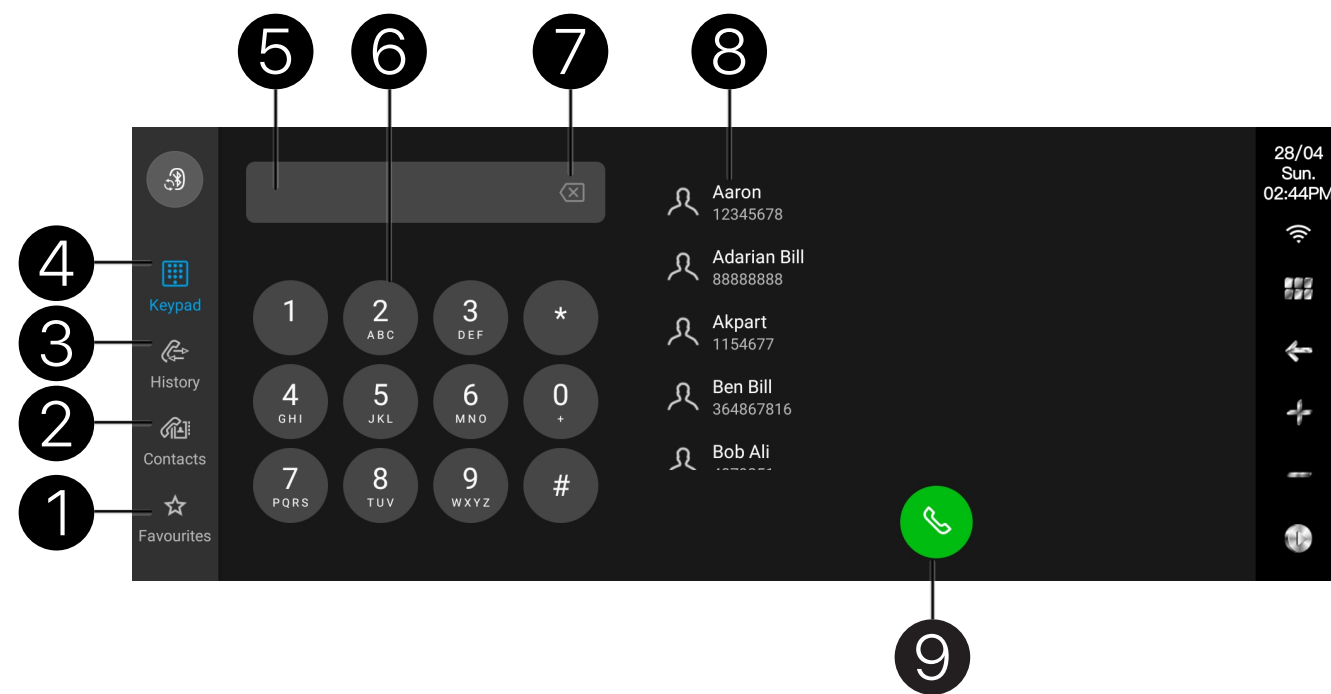 5 6 7 8
28/04
Sun.
02:44PM
Aaron
12345678
4
Adarian Bill
88888888
Keypad
1
2
ABC
3
DEF
*
Akpart
1154677
3
History
4
GHI
5
JKL
6
MNO
0
+
Ben Bill
364867816
2
Contacts
Bob Ali
7
PQRS
8
TUV
9
WXYZ
#
1
Favourites
9